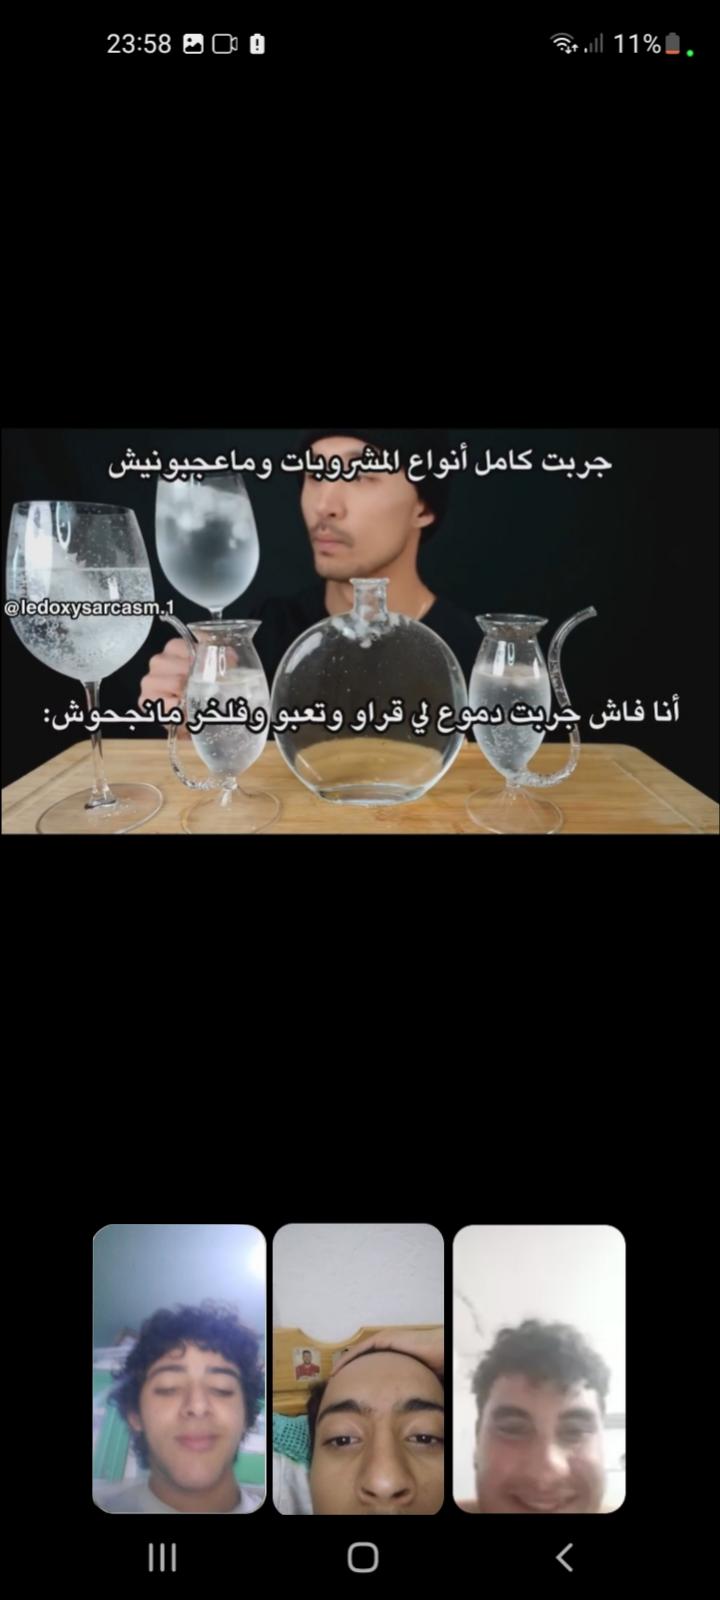 23:58
11%
جربت كامل أنواع المشروبات وماعجبونيش
@ledoxysarcasm.1
أنا فاش جربت دموع لي قراو وتعبو وفلخر مانجحوش: